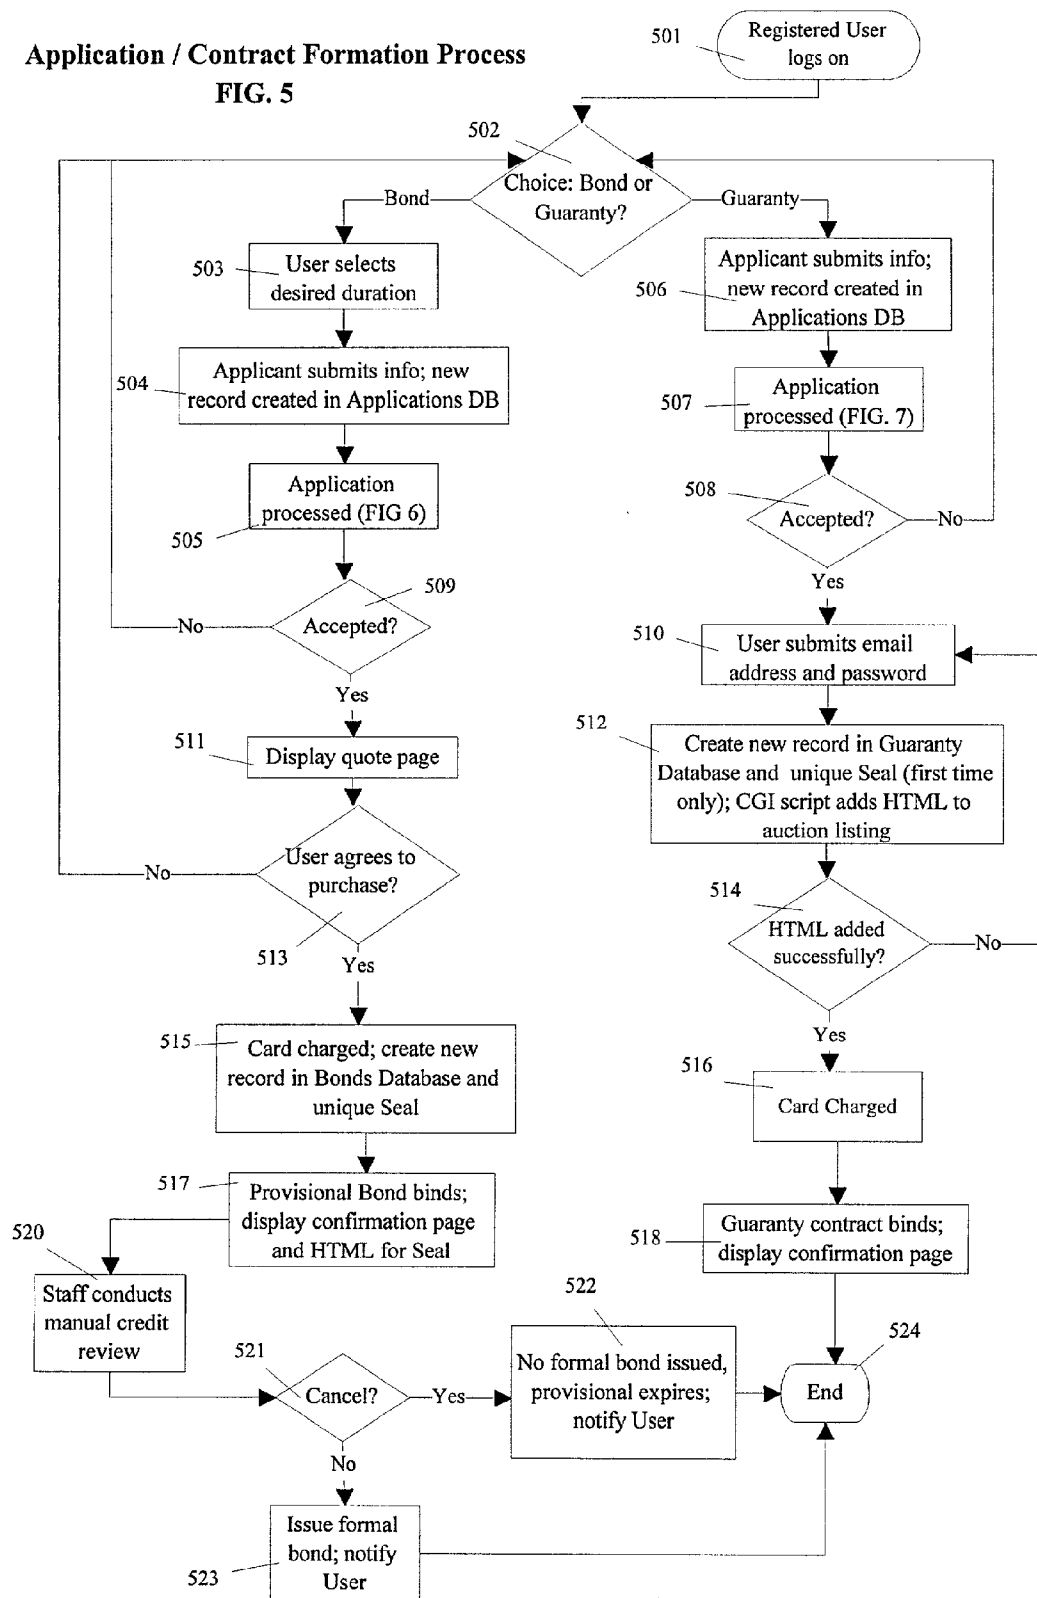 Application / Contract Formation Process
FIG. 5
501
Registered User
logs on
502
Choice: Bond or
Guaranty?
Bond
Guaranty
503
User selects
desired duration
506
Applicant submits info;
new record created in
Applications DB
504
Applicant submits info; new
record created in Applications DB
507
Application
processed (FIG. 7)
505
Application
processed (FIG 6)
508
Accepted?
No
Yes
509
Accepted?
No
Yes
510
User submits email
address and password
511
Display quote page
512
Create new record in Guaranty
Database and unique Seal (first time
only); CGI script adds HTML to
auction listing
User agrees to
purchase?
No
513
Yes
514
HTML added
successfully?
No
Yes
515
Card charged; create new
record in Bonds Database and
unique Seal
516
Card Charged
517
Provisional Bond binds;
display confirmation page
and HTML for Seal
518
Guaranty contract binds;
display confirmation page
520
Staff conducts
manual credit
review
521
Cancel?
Yes
No
522
No formal bond issued,
provisional expires;
notify User
524
End
Issue formal
bond; notify
User
523